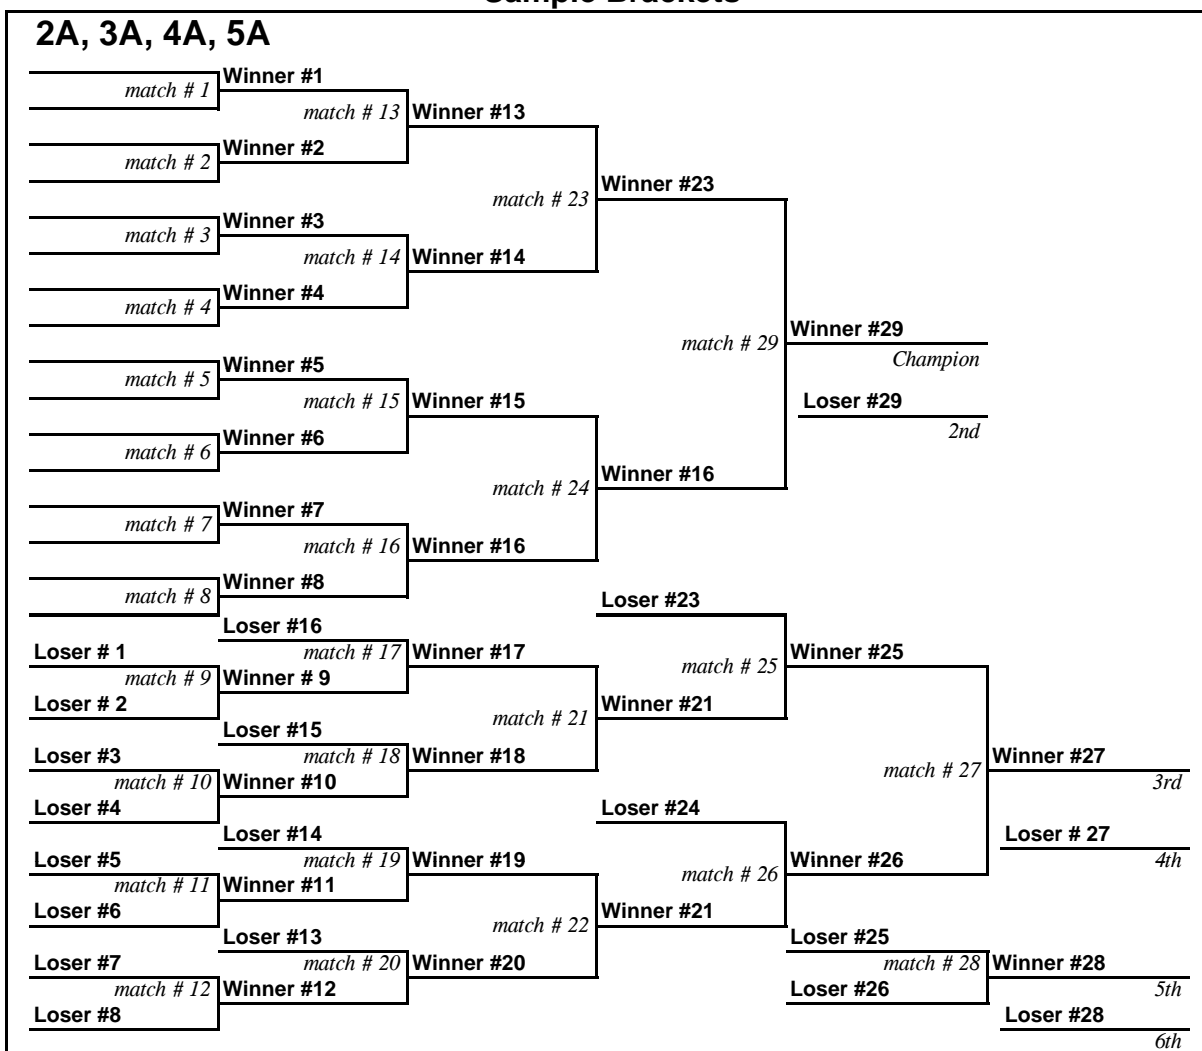 Sample Brackets
2A, 3A, 4A, 5A
Winner #1
match # 1
match # 13
Winner #13
Winner #2
match # 2
Winner #23
match # 23
Winner #3
match # 3
match # 14
Winner #14
Winner #4
match # 4
Winner #29
match # 29
Champion
Winner #5
match # 5
match # 15
Winner #15
Loser #29
2nd
Winner #6
match # 6
Winner #16
match # 24
Winner #7
match # 7
match # 16
Winner #16
Winner #8
match # 8
Loser #23
Loser #16
Loser # 1
match # 17
Winner #17
Winner #25
match # 9
Winner # 9
match # 25
Loser # 2
match # 21
Winner #21
Loser #15
Loser #3
match # 18
Winner #18
Winner #27
match # 10
Winner #10
match # 27
3rd
Loser #4
Loser #24
Loser #14
Loser # 27
Loser #5
match # 19
Winner #19
Winner #26
4th
match # 11
Winner #11
match # 26
Loser #6
match # 22
Winner #21
Loser #13
Loser #25
Loser #7
match # 20
Winner #20
match # 28
Winner #28
match # 12
Winner #12
Loser #26
5th
Loser #8
Loser #28
6th